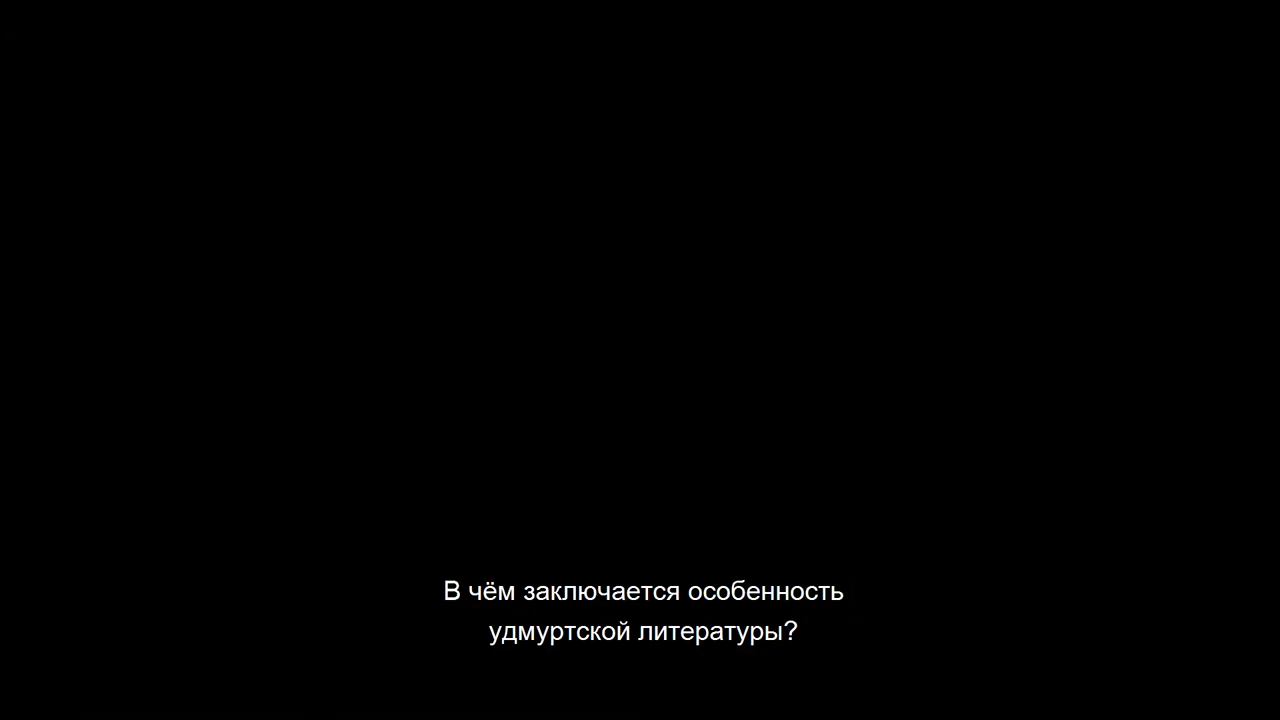 В чём заключается особенность
удмуртской литературы?